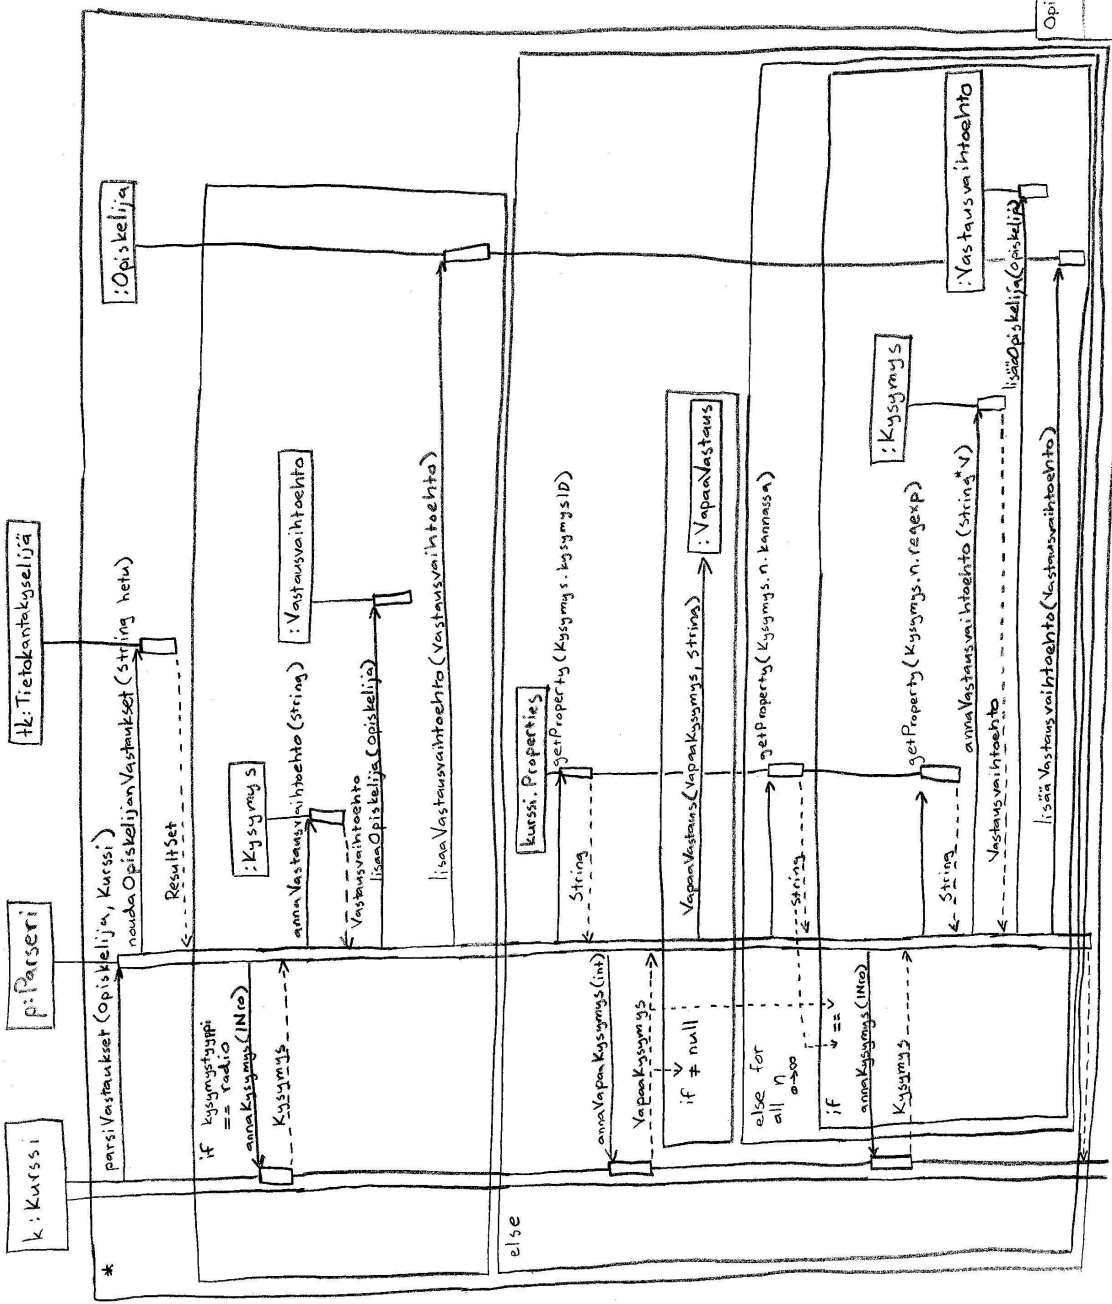 k:Kurssi
p:Parseri
tk:Tietokantakyselijä
*
parsiVastaukset(Opiskelija, Kurssi)
noudaOpiskelijanVastaukset(String hetu)
ResultSet
:Opiskelija
if kysymystyyppi
== radio
annaKysymys(INro)
Kysymys
:Kysymys
annaVastausvaihtoehto(string)
Vastausvaihtoehto
:Vastausvaihtoehto
lisaaOpiskelija(opiskelija)
lisaaVastausvaihtoehto(vastausvaihtoehto)
else
kurssi.Properties
getProperty(kysymys.kysymysID)
String
annaVapaaKysymys(int)
VapaaKysymys
if ≠ null
VapaaVastaus(VapaaKysymys, String)
:VapaaVastaus
else for
all n
0→∞
getProperty(Kysymys.n.kannassa)
String
if ==
getProperty(Kysymys.n.regexp)
String
annaKysymys(INro)
Kysymys
:Kysymys
annaVastausvaihtoehto(String*V)
Vastausvaihtoehto
:Vastausvaihtoehto
lisääOpiskelija(opiskelija)
lisää Vastausvaihtoehto(Vastausvaihtoehto)
Opi